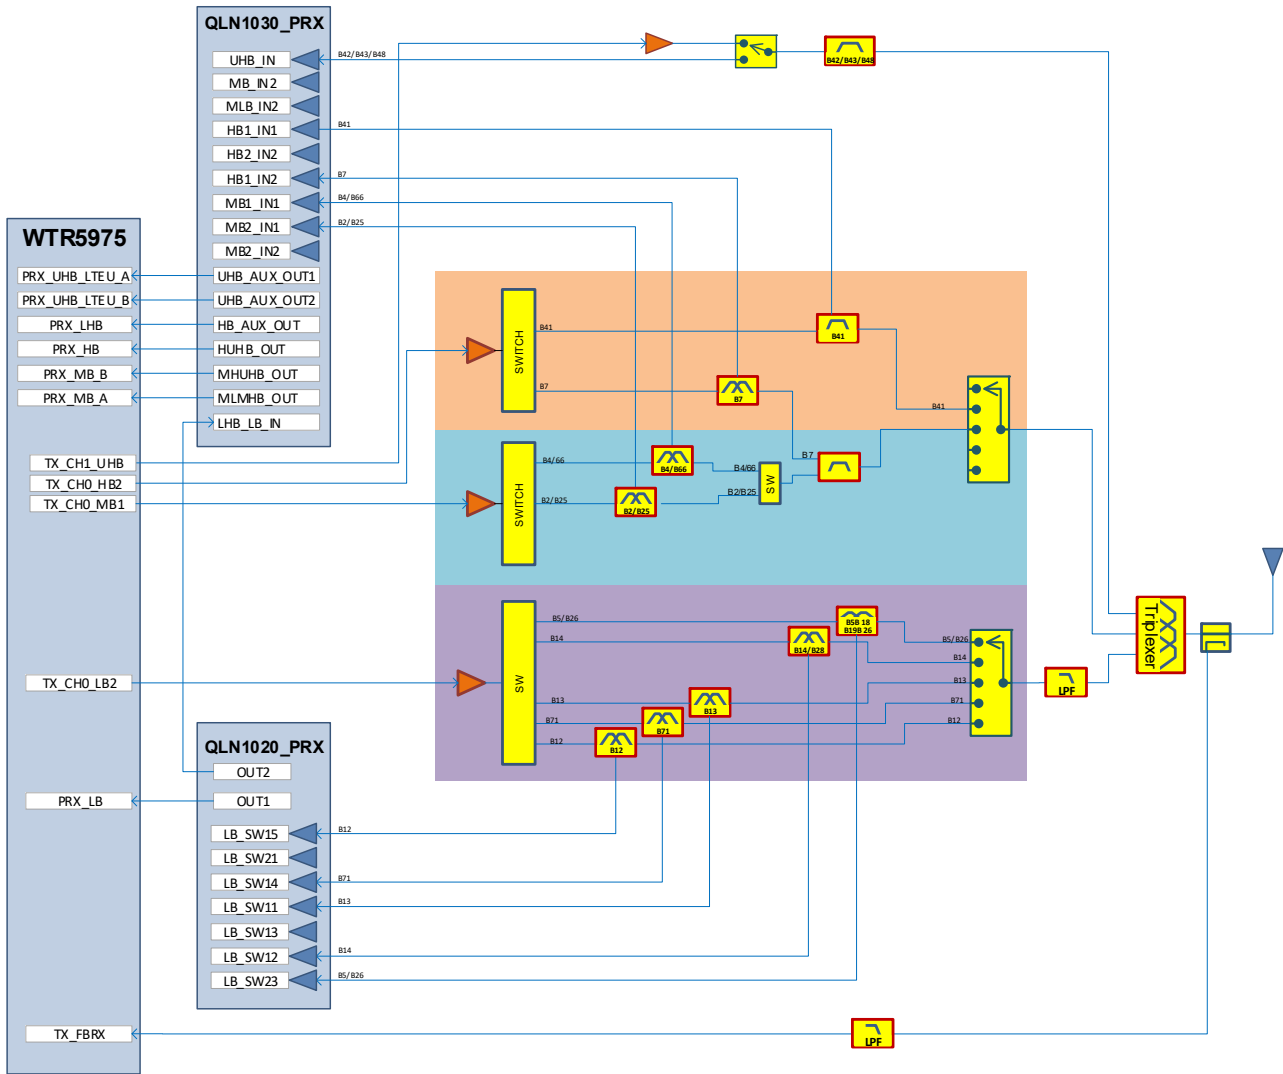 QLN1030_PRX
UHB_IN
MB_IN2
MLB_IN2
HB1_IN1
HB2_IN2
HB1_IN2
MB1_IN1
MB2_IN1
MB2_IN2
UHB_AUX_OUT1
UHB_AUX_OUT2
HB_AUX_OUT
HUHB_OUT
MHUHB_OUT
MLMHB_OUT
LHB_LB_IN
B42/B43/B48
B41
B7
B4/B66
B2/B25
B42/B43/B48
WTR5975
PRX_UHB_LTEU_A
PRX_UHB_LTEU_B
PRX_LHB
PRX_HB
PRX_MB_B
PRX_MB_A
TX_CH1_UHB
TX_CH0_HB2
TX_CH0_MB1
TX_CH0_LB2
PRX_LB
TX_FBRX
SWITCH
B41
B7
B41
B7
B41
SWITCH
B4/66
B2/B25
B4/B66
B2/B25
B4/66
B2/B25
SW
B7
SW
B5/B26
B14
B13
B71
B12
B5B 18
B19B 26
B14/B28
B13
B71
B12
B5/B26
B14
B13
B71
B12
LPF
Triplexer
QLN1020_PRX
OUT2
OUT1
LB_SW15
LB_SW21
LB_SW14
LB_SW11
LB_SW13
LB_SW12
LB_SW23
B12
B71
B13
B14
B5/B26
LPF